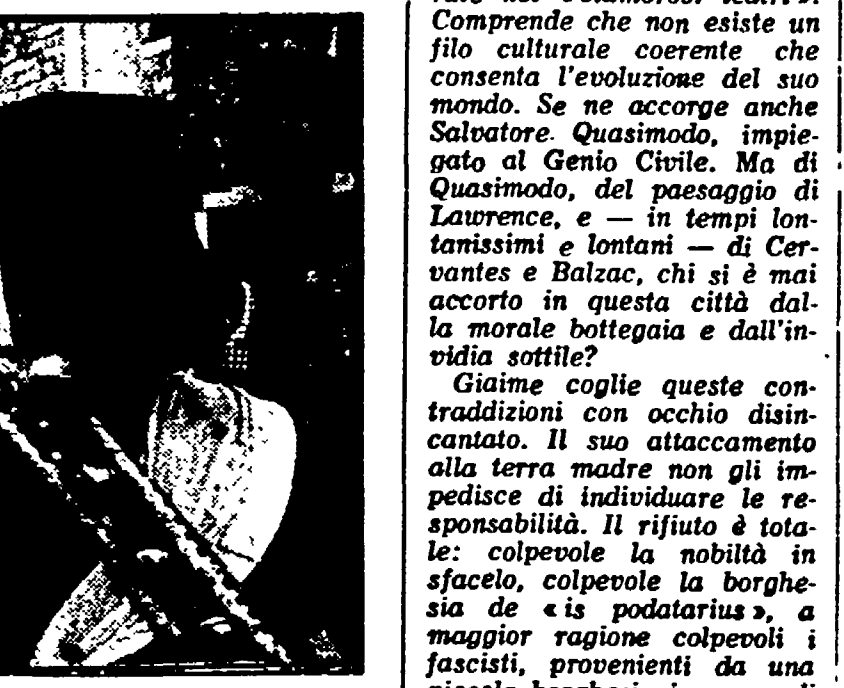 Comprende che non esiste un
filo culturale coerente che
consenta l'evoluzione del suo
mondo. Se ne accorge anche
Salvatore Quasimodo, impie-
gato al Genio Civile. Ma di
Quasimodo, del paesaggio di
Lawrence, e — in tempi lon-
tanissimi e lontani — di Cer-
vantes e Balzac, chi si è mai
accorto in questa città dal-
la morale bottegaia e dall'in-
vidia sottile?
Giaime coglie queste con-
traddizioni con occhio disin-
cantato. Il suo attaccamento
alla terra madre non gli im-
pedisce di individuare le re-
sponsabilità. Il rifiuto è tota-
le: colpevole la nobiltà in
sfacelo, colpevole la borghe-
sia de «is podatarius», a
maggior ragione colpevoli i
fascisti, provenienti da una